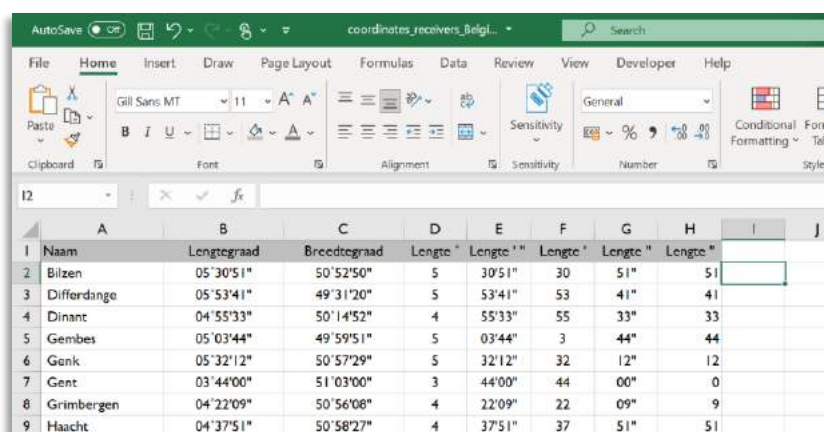 AutoSave Off coordinates_receivers_Belgi... Search
File Home Insert Draw Page Layout Formulas Data Review View Developer Help
Gill Sans MT 11 A^ A˅ General
Paste B I U A Sensitivity % Conditional
Formatting
Clipboard Font Alignment Sensitivity Number Style
I2 fx
A B C D E F G H I J
1 Naam Lengtegraad Breedtegraad Lengte ° Lengte ' " Lengte ' Lengte " Lengte "
2 Bilzen 05°30'51" 50°52'50" 5 30'51" 30 51" 51
3 Differdange 05°53'41" 49°31'20" 5 53'41" 53 41" 41
4 Dinant 04°55'33" 50°14'52" 4 55'33" 55 33" 33
5 Gembes 05°03'44" 49°59'51" 5 03'44" 3 44" 44
6 Genk 05°32'12" 50°57'29" 5 32'12" 32 12" 12
7 Gent 03°44'00" 51°03'00" 3 44'00" 44 00" 0
8 Grimbergen 04°22'09" 50°56'08" 4 22'09" 22 09" 9
9 Haacht 04°37'51" 50°58'27" 4 37'51" 37 51" 51